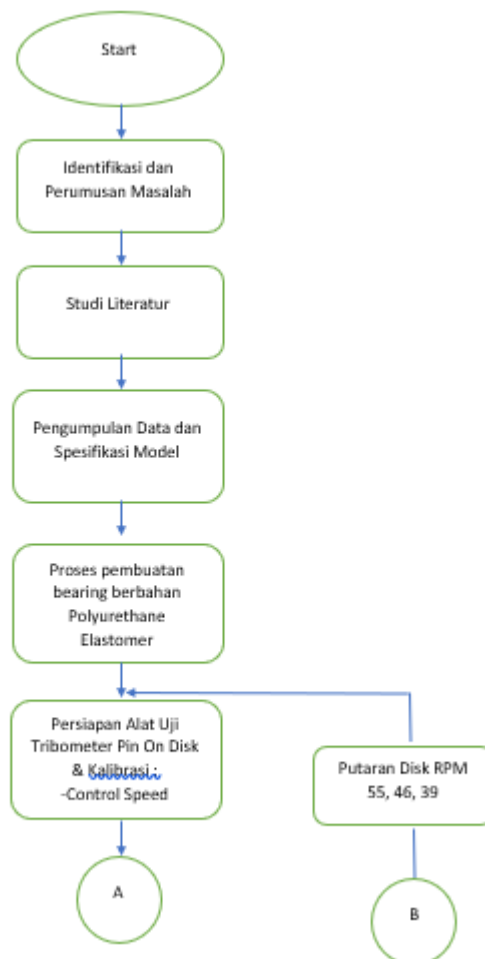 Start
Identifikasi dan
Perumusan Masalah
Studi Literatur
Pengumpulan Data dan
Spesifikasi Model
Proses pembuatan
bearing berbahan
Polyurethane
Elastomer
Persiapan Alat Uji
Tribometer Pin On Disk
& Kalibrasi :
-Control Speed
Putaran Disk RPM
55, 46, 39
A
B